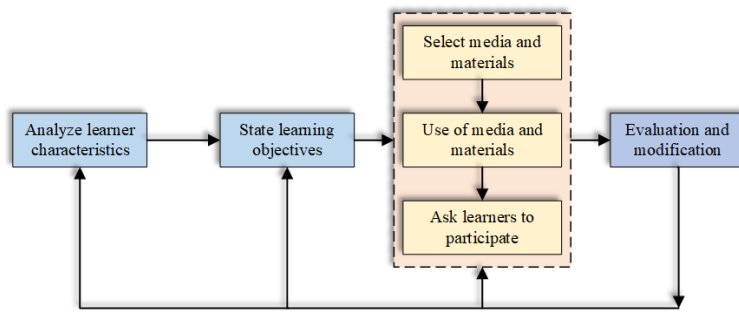 Analyze learner
characteristics
State learning
objectives
Select media and
materials
Use of media and
materials
Ask learners to
participate
Evaluation and
modification